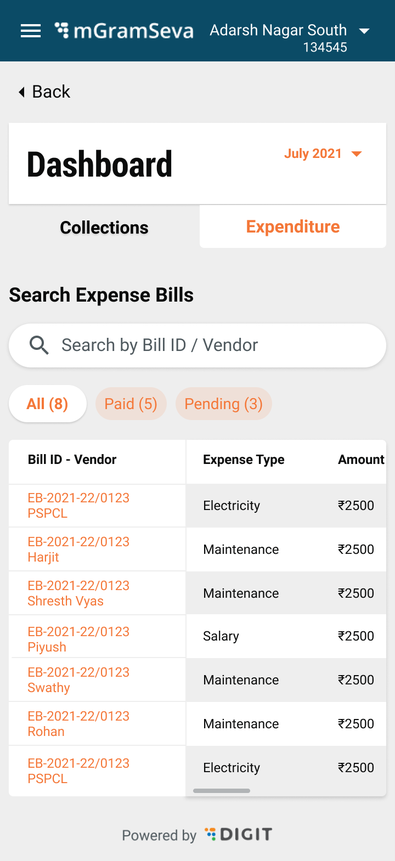 mGramSeva
Adarsh Nagar South
134545
Back
Dashboard
July 2021
Collections
Expenditure
Search Expense Bills
Search by Bill ID / Vendor
All (8)
Paid (5)
Pending (3)
Bill ID - Vendor
Expense Type
Amount
EB-2021-22/0123
PSPCL
Electricity
₹2500
EB-2021-22/0123
Harjit
Maintenance
₹2500
EB-2021-22/0123
Shresth Vyas
Maintenance
₹2500
EB-2021-22/0123
Piyush
Salary
₹2500
EB-2021-22/0123
Swathy
Maintenance
₹2500
EB-2021-22/0123
Rohan
Maintenance
₹2500
EB-2021-22/0123
PSPCL
Electricity
₹2500
Powered by DIGIT